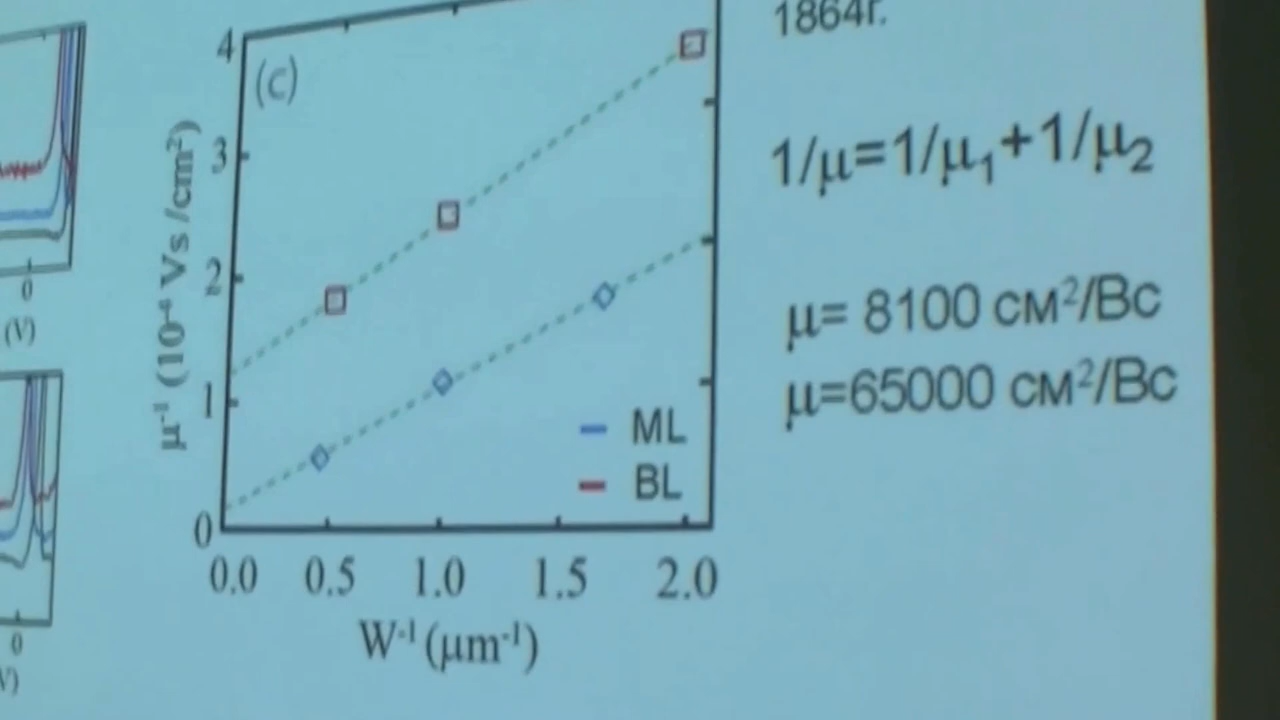 1864г.
4
(c)
3
2
1
0
μ⁻¹ (10⁻⁴ Vs /cm²)
0.0 0.5 1.0 1.5 2.0
W⁻¹ (μm⁻¹)
ML
BL
1/μ=1/μ₁+1/μ₂
μ= 8100 см²/Вс
μ=65000 см²/Вс
0
(V)
0
V)